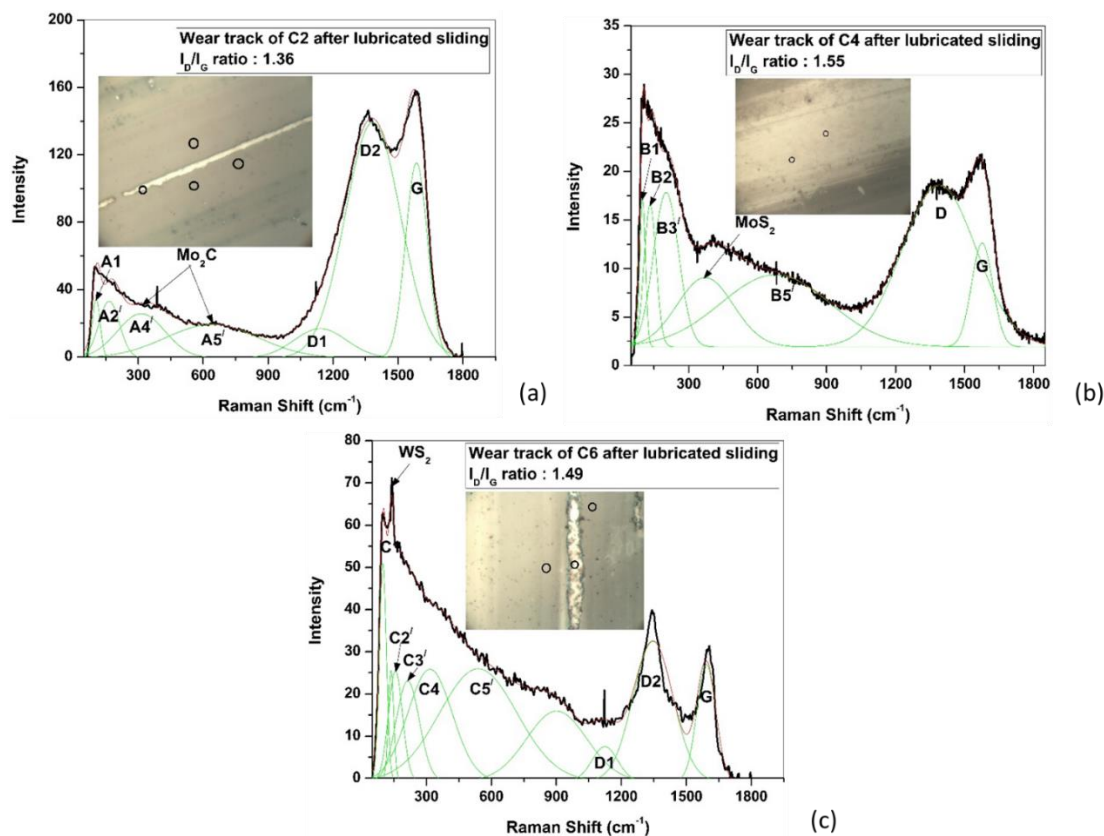 Wear track of C2 after lubricated sliding
I_D/I_G ratio : 1.36
200
160
120
80
40
0
Intensity
A1
A2/
A4/
Mo₂C
A5/
D1
D2
G
300 600 900 1200 1500 1800
Raman Shift (cm⁻¹)
(a)
Wear track of C4 after lubricated sliding
I_D/I_G ratio : 1.55
35
30
25
20
15
10
5
0
Intensity
B1
B2
B3/
MoS₂
B5/
D
G
300 600 900 1200 1500 1800
Raman Shift (cm⁻¹)
(b)
Wear track of C6 after lubricated sliding
I_D/I_G ratio : 1.49
80
70
60
50
40
30
20
10
0
Intensity
WS₂
C
C2/
C3/
C4
C5/
D1
D2
G
300 600 900 1200 1500 1800
Raman Shift (cm⁻¹)
(c)